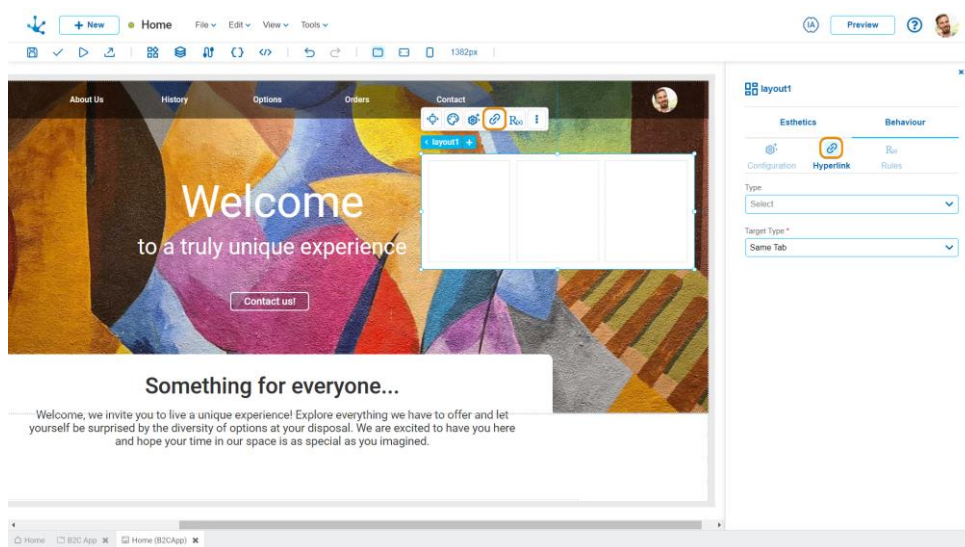 + New
Home
File
Edit
View
Tools
IA
Preview
?
1382px
About Us
History
Options
Orders
Contact
< layout1 +
Welcome
to a truly unique experience
Contact us!
Something for everyone...
Welcome, we invite you to live a unique experience! Explore everything we have to offer and let
yourself be surprised by the diversity of options at your disposal. We are excited to have you here
and hope your time in our space is as special as you imagined.
layout1
Esthetics
Behaviour
Configuration
Hyperlink
Rules
Type
Select
Target Type *
Same Tab
Home
B2C App
Home (B2CApp)